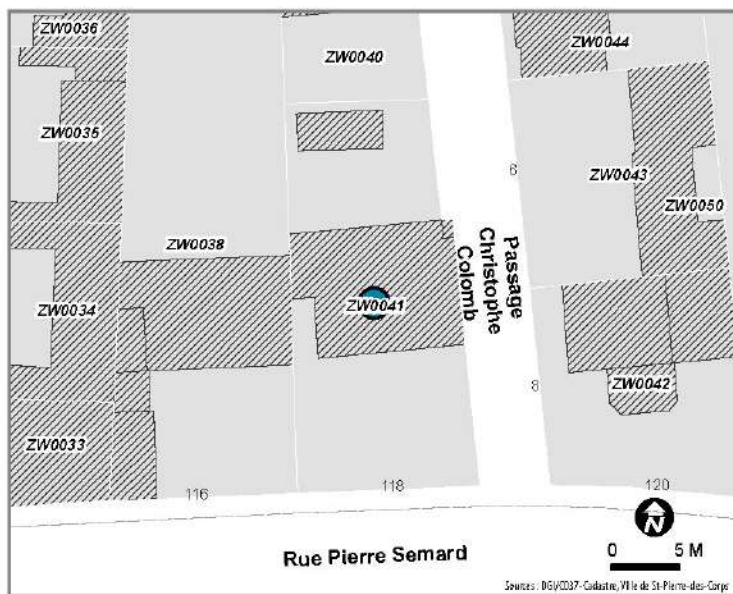 ZW0036
ZW0040
ZW0044
ZW0035
6
ZW0043
ZW0050
ZW0038
Passage
Christophe
Colomb
ZW0034
ZW0041
8
ZW0042
ZW0033
116
118
120
N
Rue Pierre Semard
0 5 M
Sources : DGI/CD37-Cadastre, Ville de St-Pierre-des-Corps